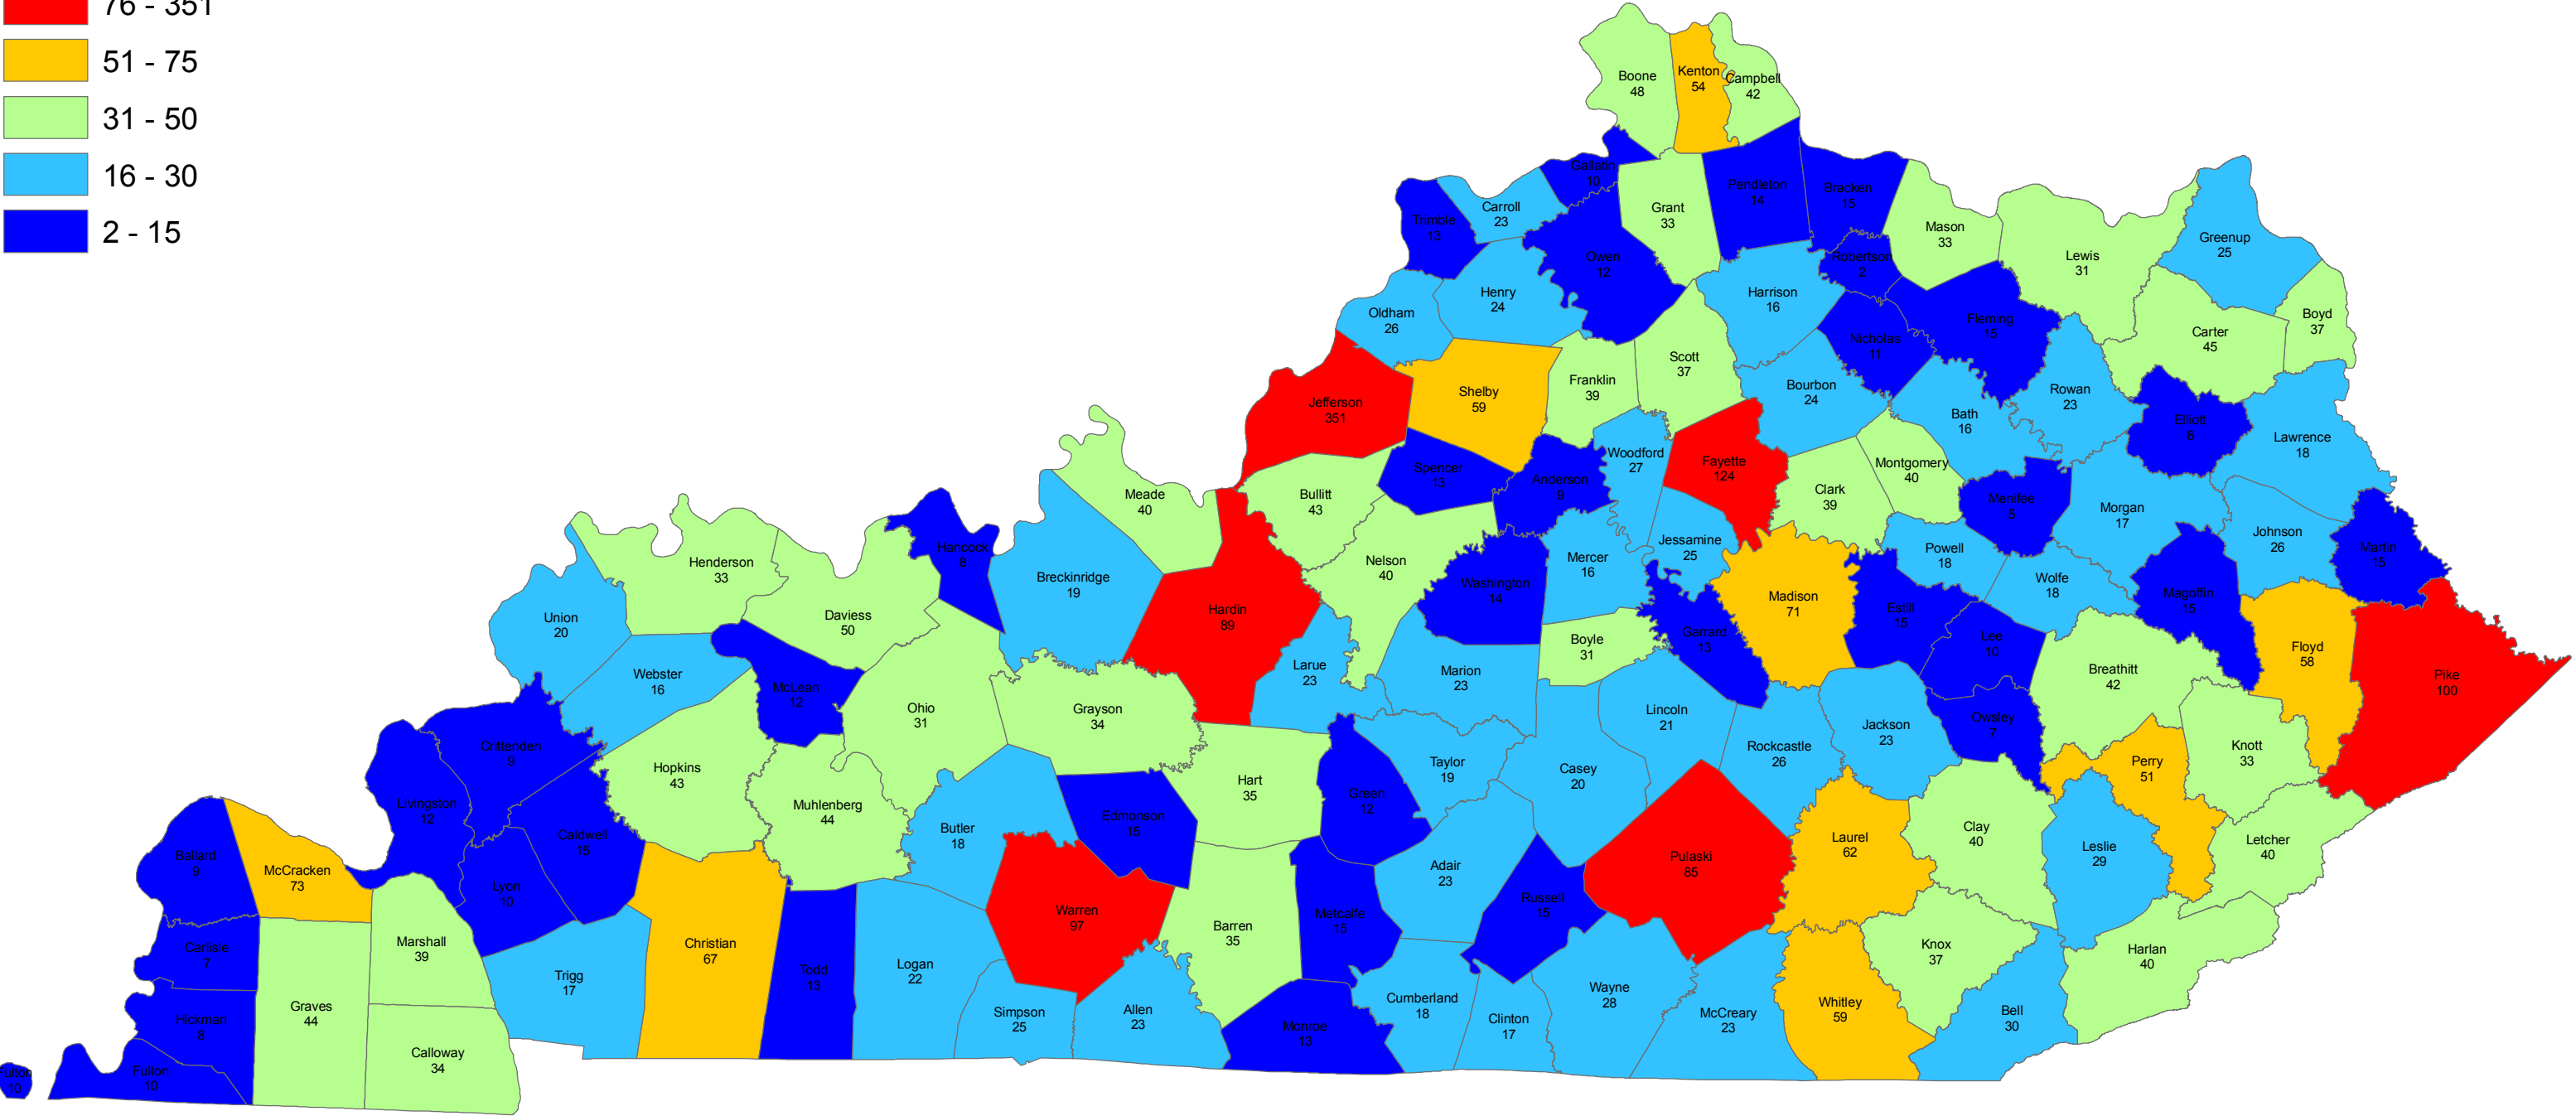 76 - 351
51 - 75
31 - 50
16 - 30
2 - 15
Boone
48
Kenton
54
Campbell
42
Gallatin
10
Pendleton
14
Bracken
15
Trimble
13
Carroll
23
Grant
33
Mason
33
Owen
12
Robertson
2
Lewis
31
Greenup
25
Oldham
26
Henry
24
Harrison
16
Nicholas
11
Fleming
15
Carter
45
Boyd
37
Jefferson
351
Shelby
59
Franklin
39
Scott
37
Bourbon
24
Bath
16
Rowan
23
Elliott
6
Lawrence
18
Spencer
13
Anderson
9
Woodford
27
Fayette
124
Clark
39
Montgomery
40
Menifee
5
Morgan
17
Johnson
26
Martin
15
Meade
40
Bullitt
43
Henderson
33
Hancock
8
Breckinridge
19
Nelson
40
Washington
14
Mercer
16
Jessamine
25
Powell
18
Wolfe
18
Magoffin
15
Union
20
Daviess
50
Hardin
89
Madison
71
Estill
15
Lee
10
Garrard
13
Boyle
31
Floyd
58
Pike
100
Webster
16
McLean
12
Ohio
31
Grayson
34
Larue
23
Marion
23
Lincoln
21
Jackson
23
Owsley
7
Breathitt
42
Crittenden
9
Livingston
12
Hopkins
43
Muhlenberg
44
Butler
18
Edmonson
15
Hart
35
Green
12
Taylor
19
Casey
20
Rockcastle
26
Perry
51
Knott
33
Ballard
9
McCracken
73
Caldwell
15
Lyon
10
Warren
97
Barren
35
Metcalfe
15
Adair
23
Russell
15
Pulaski
85
Laurel
62
Clay
40
Leslie
29
Letcher
40
Carlisle
7
Marshall
39
Trigg
17
Christian
67
Todd
13
Logan
22
Simpson
25
Allen
23
Monroe
13
Cumberland
18
Clinton
17
Wayne
28
McCreary
23
Whitley
59
Knox
37
Bell
30
Harlan
40
Hickman
8
Graves
44
Calloway
34
Fulton
10
Fulton
10